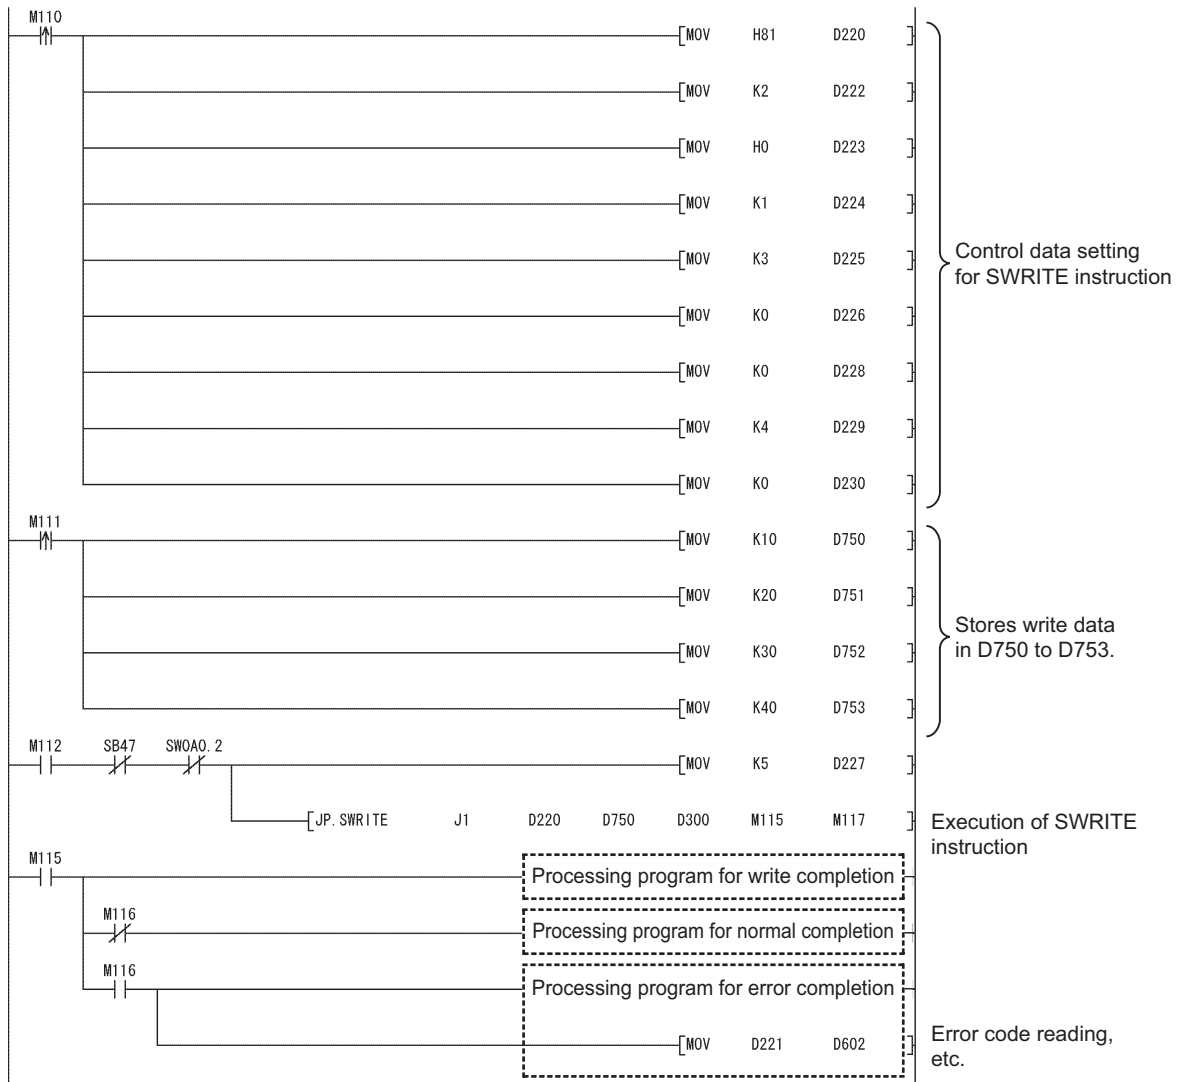 M110
[MOV H81 D220 ]
[MOV K2 D222 ]
[MOV H0 D223 ]
[MOV K1 D224 ]
[MOV K3 D225 ]
[MOV K0 D226 ]
[MOV K0 D228 ]
[MOV K4 D229 ]
[MOV K0 D230 ]
Control data setting
for SWRITE instruction
M111
[MOV K10 D750 ]
[MOV K20 D751 ]
[MOV K30 D752 ]
[MOV K40 D753 ]
Stores write data
in D750 to D753.
M112 SB47 SW0A0.2
[MOV K5 D227 ]
[JP.SWRITE J1 D220 D750 D300 M115 M117 ]
Execution of SWRITE
instruction
M115
Processing program for write completion
M116
Processing program for normal completion
M116
Processing program for error completion
[MOV D221 D602 ]
Error code reading,
etc.